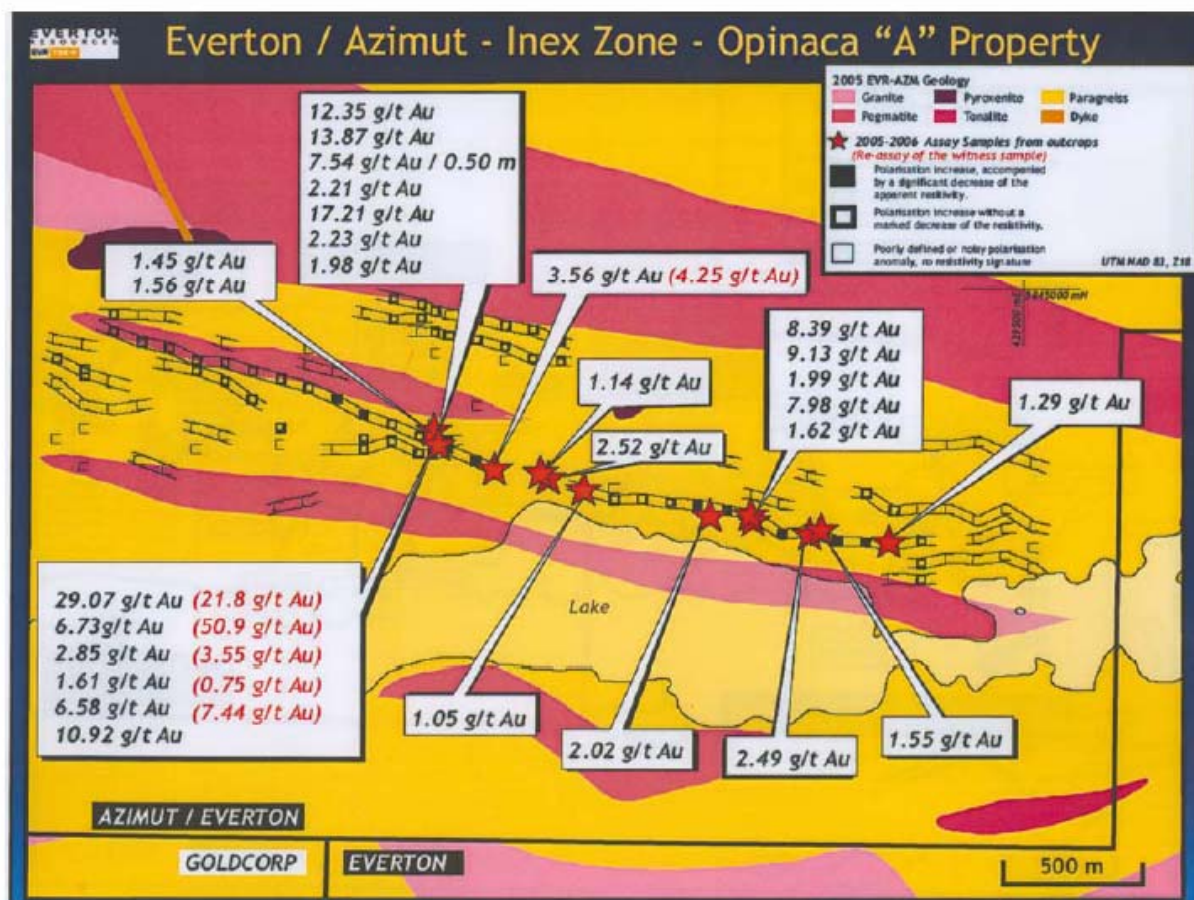 EVERTON
RESOURCES
Everton / Azimut - Inex Zone - Opinaca “A” Property
2005 EVR-AZM Geology
Granite
Pyroxenite
Paragneiss
Pegmatite
Tonalite
Dyke
2005-2006 Assay Samples from outcrops
(Re-assay of the witness sample)
Polarisation increase, accompanied
by a significant decrease of the
apparent resitivity.
Polarisation increase without a
marked decrease of the resistivity.
Poorly defined or noisy polarisation
anomaly, no resistivity signature
UTM NAD 83, Z18
12.35 g/t Au
13.87 g/t Au
7.54 g/t Au / 0.50 m
2.21 g/t Au
17.21 g/t Au
2.23 g/t Au
1.98 g/t Au
1.45 g/t Au
1.56 g/t Au
3.56 g/t Au (4.25 g/t Au)
8.39 g/t Au
9.13 g/t Au
1.99 g/t Au
7.98 g/t Au
1.62 g/t Au
1.14 g/t Au
1.29 g/t Au
2.52 g/t Au
29.07 g/t Au (21.8 g/t Au)
6.73g/t Au (50.9 g/t Au)
2.85 g/t Au (3.55 g/t Au)
1.61 g/t Au (0.75 g/t Au)
6.58 g/t Au (7.44 g/t Au)
10.92 g/t Au
Lake
1.05 g/t Au
2.02 g/t Au
2.49 g/t Au
1.55 g/t Au
AZIMUT / EVERTON
GOLDCORP
EVERTON
500 m